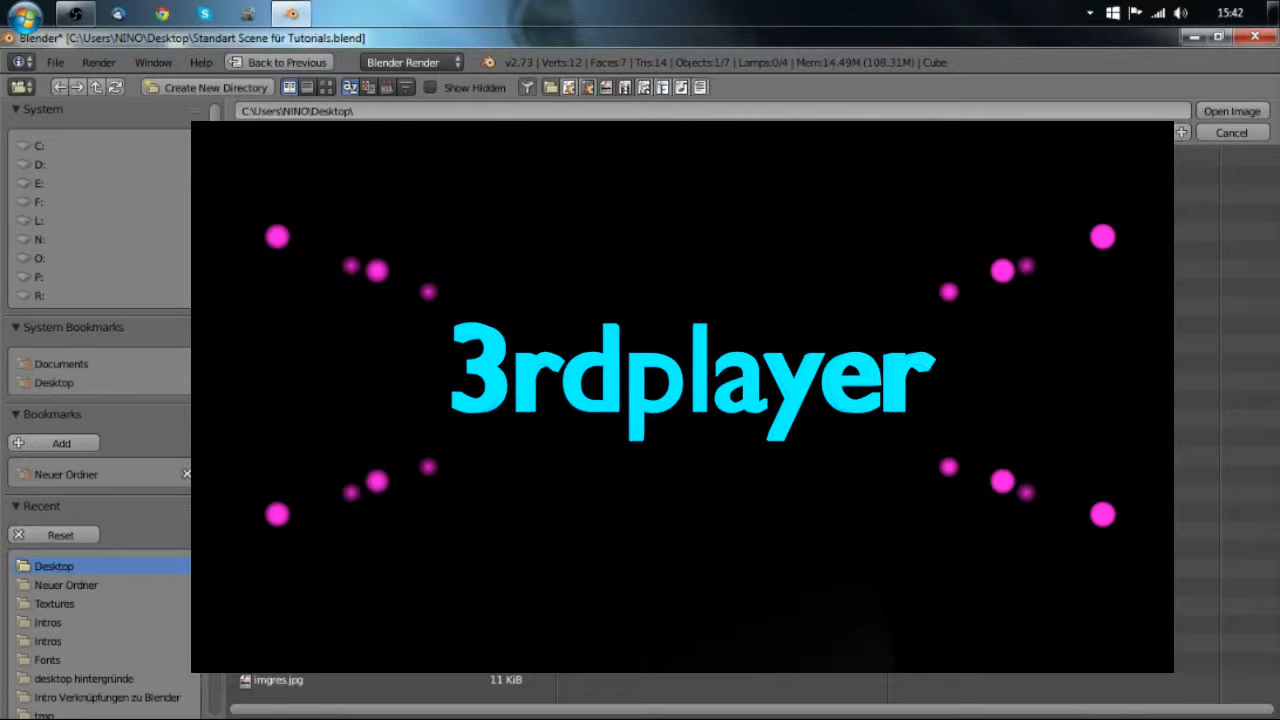 15:42
Blender* [C:\Users\NINO\Desktop\Standart Scene für Tutorials.blend]
File Render Window Help Back to Previous Blender Render v2.73 | Verts:12 | Faces:7 | Tris:14 | Objects:1/7 | Lamps:0/4 | Mem:14.49M (108.31M) | Cube
Create New Directory Show Hidden
System C:\Users\NINO\Desktop\ Open Image
Cancel
C:
D:
E:
F:
L:
N:
O:
P:
R:
System Bookmarks
Documents
Desktop
Bookmarks
Add
Neuer Ordner
Recent
Reset
Desktop
Neuer Ordner
Textures
Intros
Intros
Fonts
desktop hintergründe
Intro Verknüpfungen zu Blender
tmp
3rdplayer
imgres.jpg 11 KiB